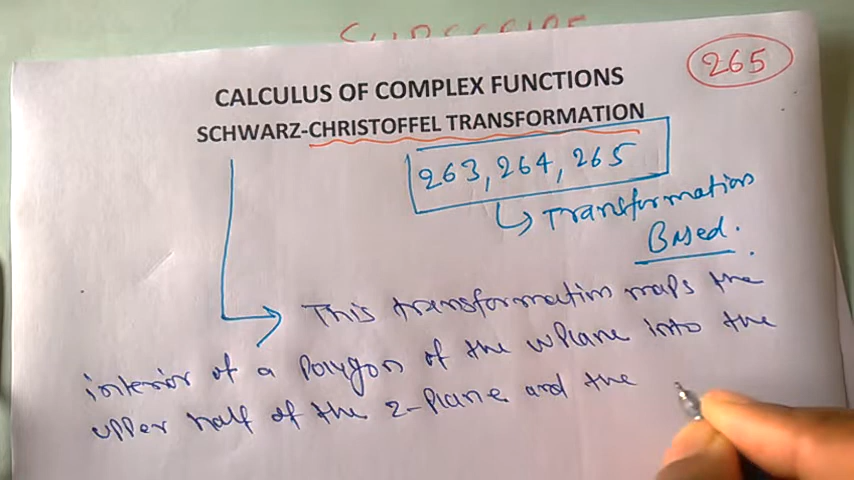 265
CALCULUS OF COMPLEX FUNCTIONS
SCHWARZ-CHRISTOFFEL TRANSFORMATION
263, 264, 265
Transformation
Based.
This transformation maps the
interior of a polygon of the w plane into the
upper half of the z-plane and the